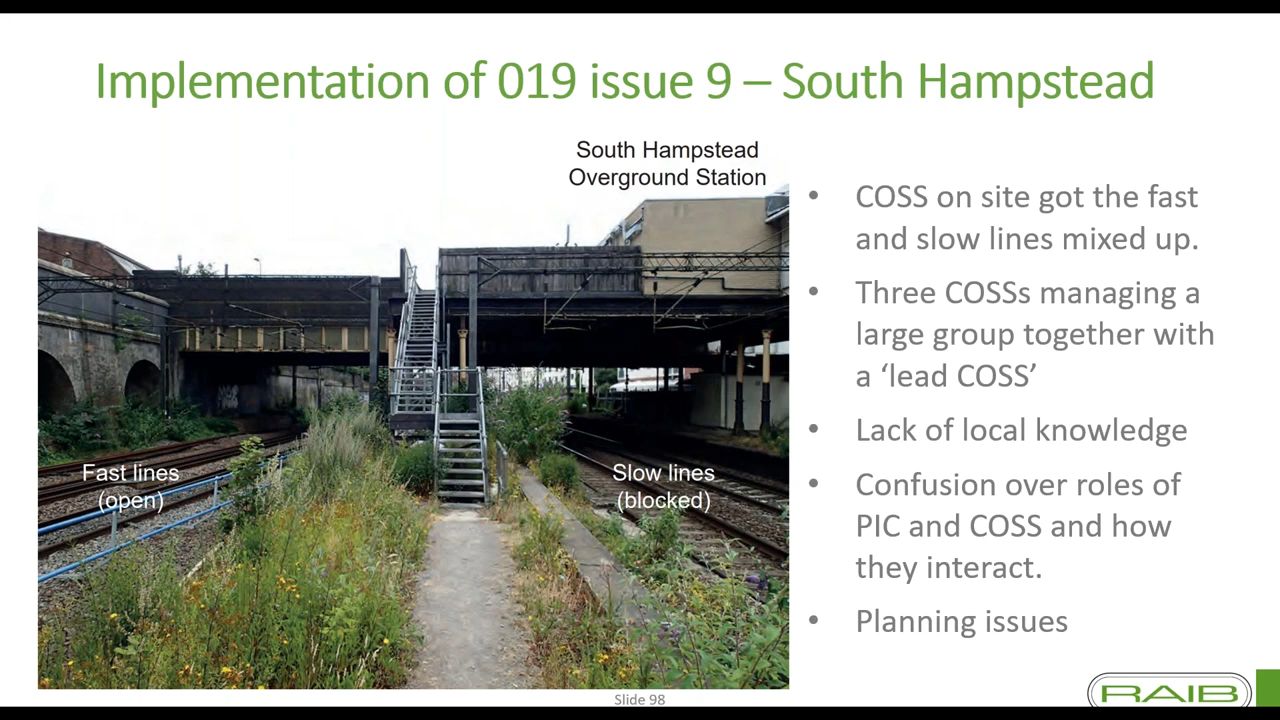 Implementation of 019 issue 9 – South Hampstead
South Hampstead
Overground Station
Fast lines
(open)
Slow lines
(blocked)
• COSS on site got the fast
and slow lines mixed up.
• Three COSSs managing a
large group together with
a ‘lead COSS’
• Lack of local knowledge
• Confusion over roles of
PIC and COSS and how
they interact.
• Planning issues
Slide 98
RAIB